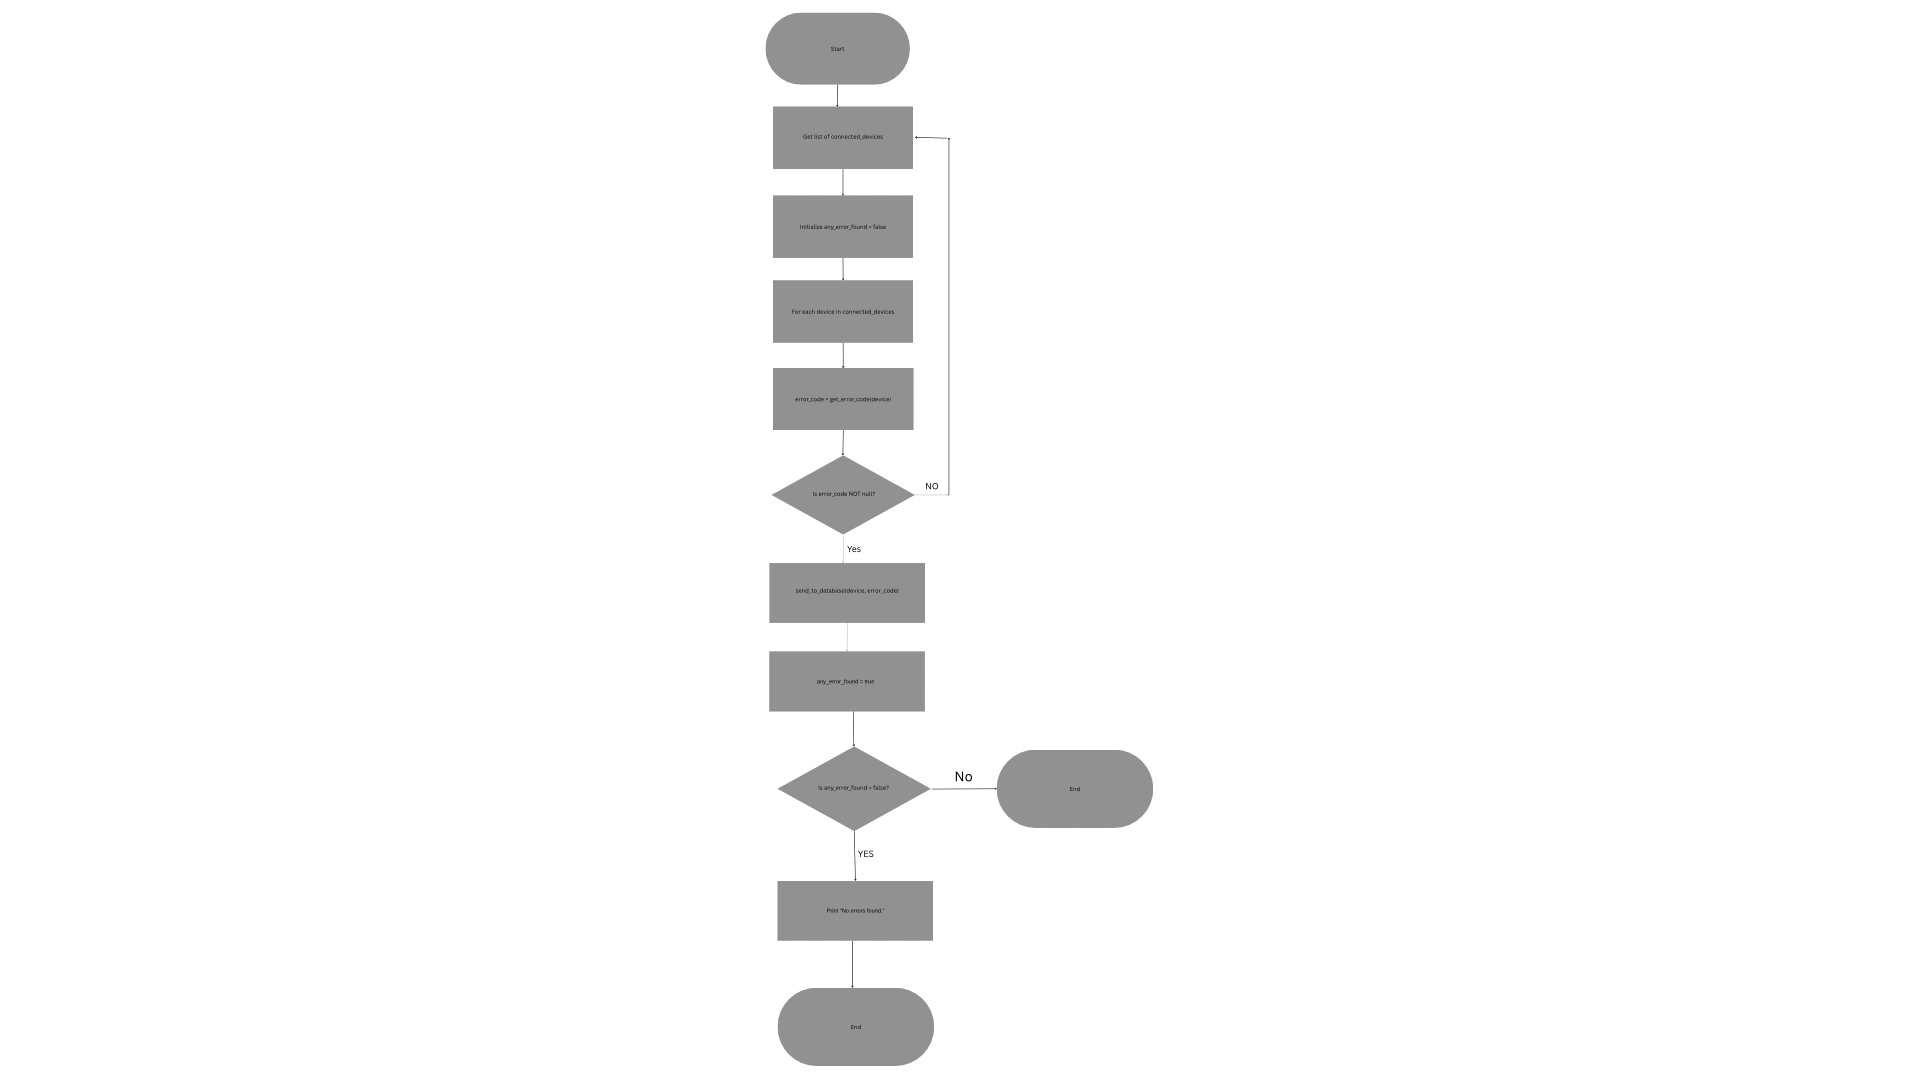 Start
Get list of connected_devices
Initialize any_error_found = false
For each device in connected_devices
error_code = get_error_code(device)
Is error_code NOT null?
NO
Yes
send_to_database(device, error_code)
any_error_found = true
Is any_error_found = false?
No
End
YES
Print "No errors found."
End